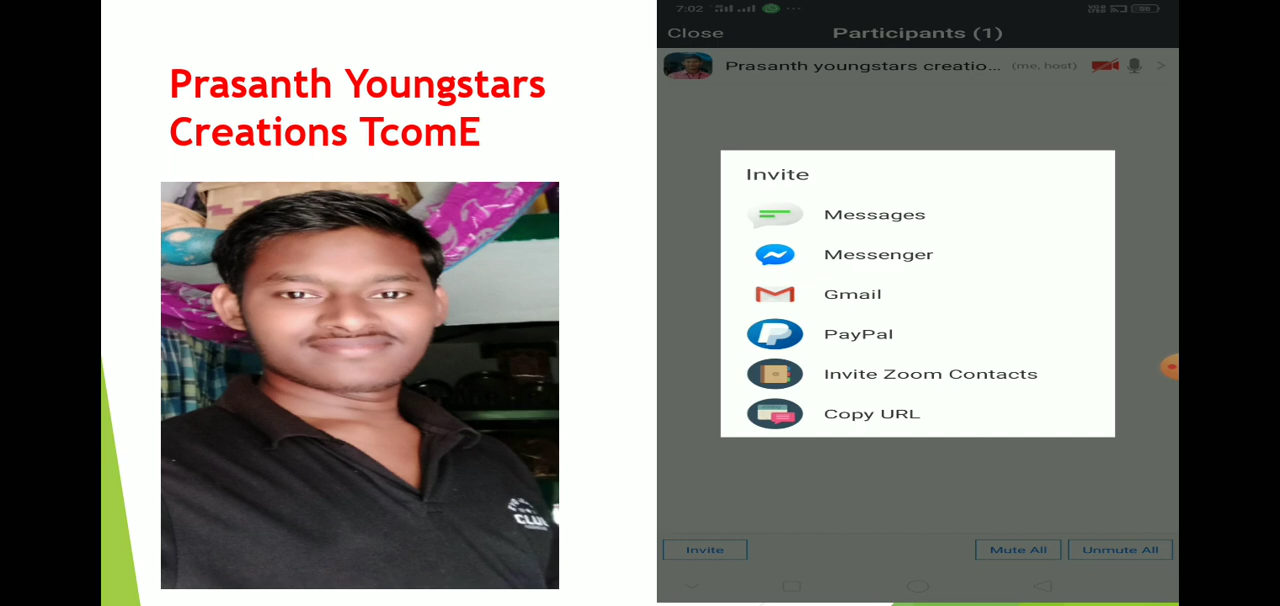 Prasanth Youngstars
Creations TcomE
CLUB
7:02
Close
Participants (1)
Prasanth youngstars creatio... (me, host)
Invite
Messages
Messenger
Gmail
PayPal
Invite Zoom Contacts
Copy URL
Invite
Mute All
Unmute All